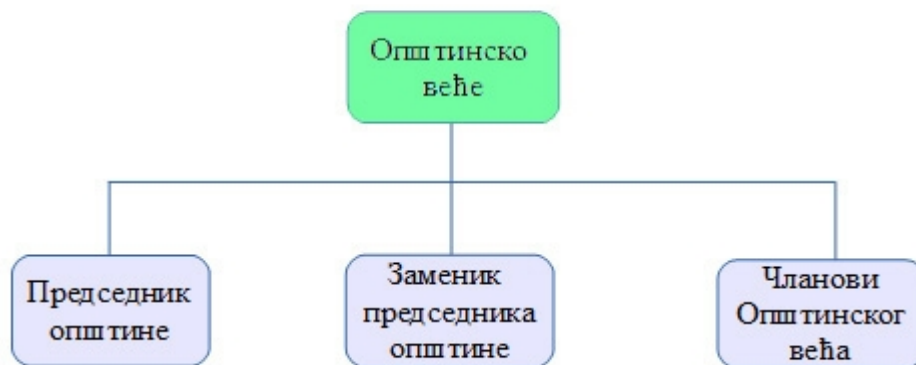 Општинско
веће
Председник
општине
Заменик
председника
општине
Чланови
Општинског
већа